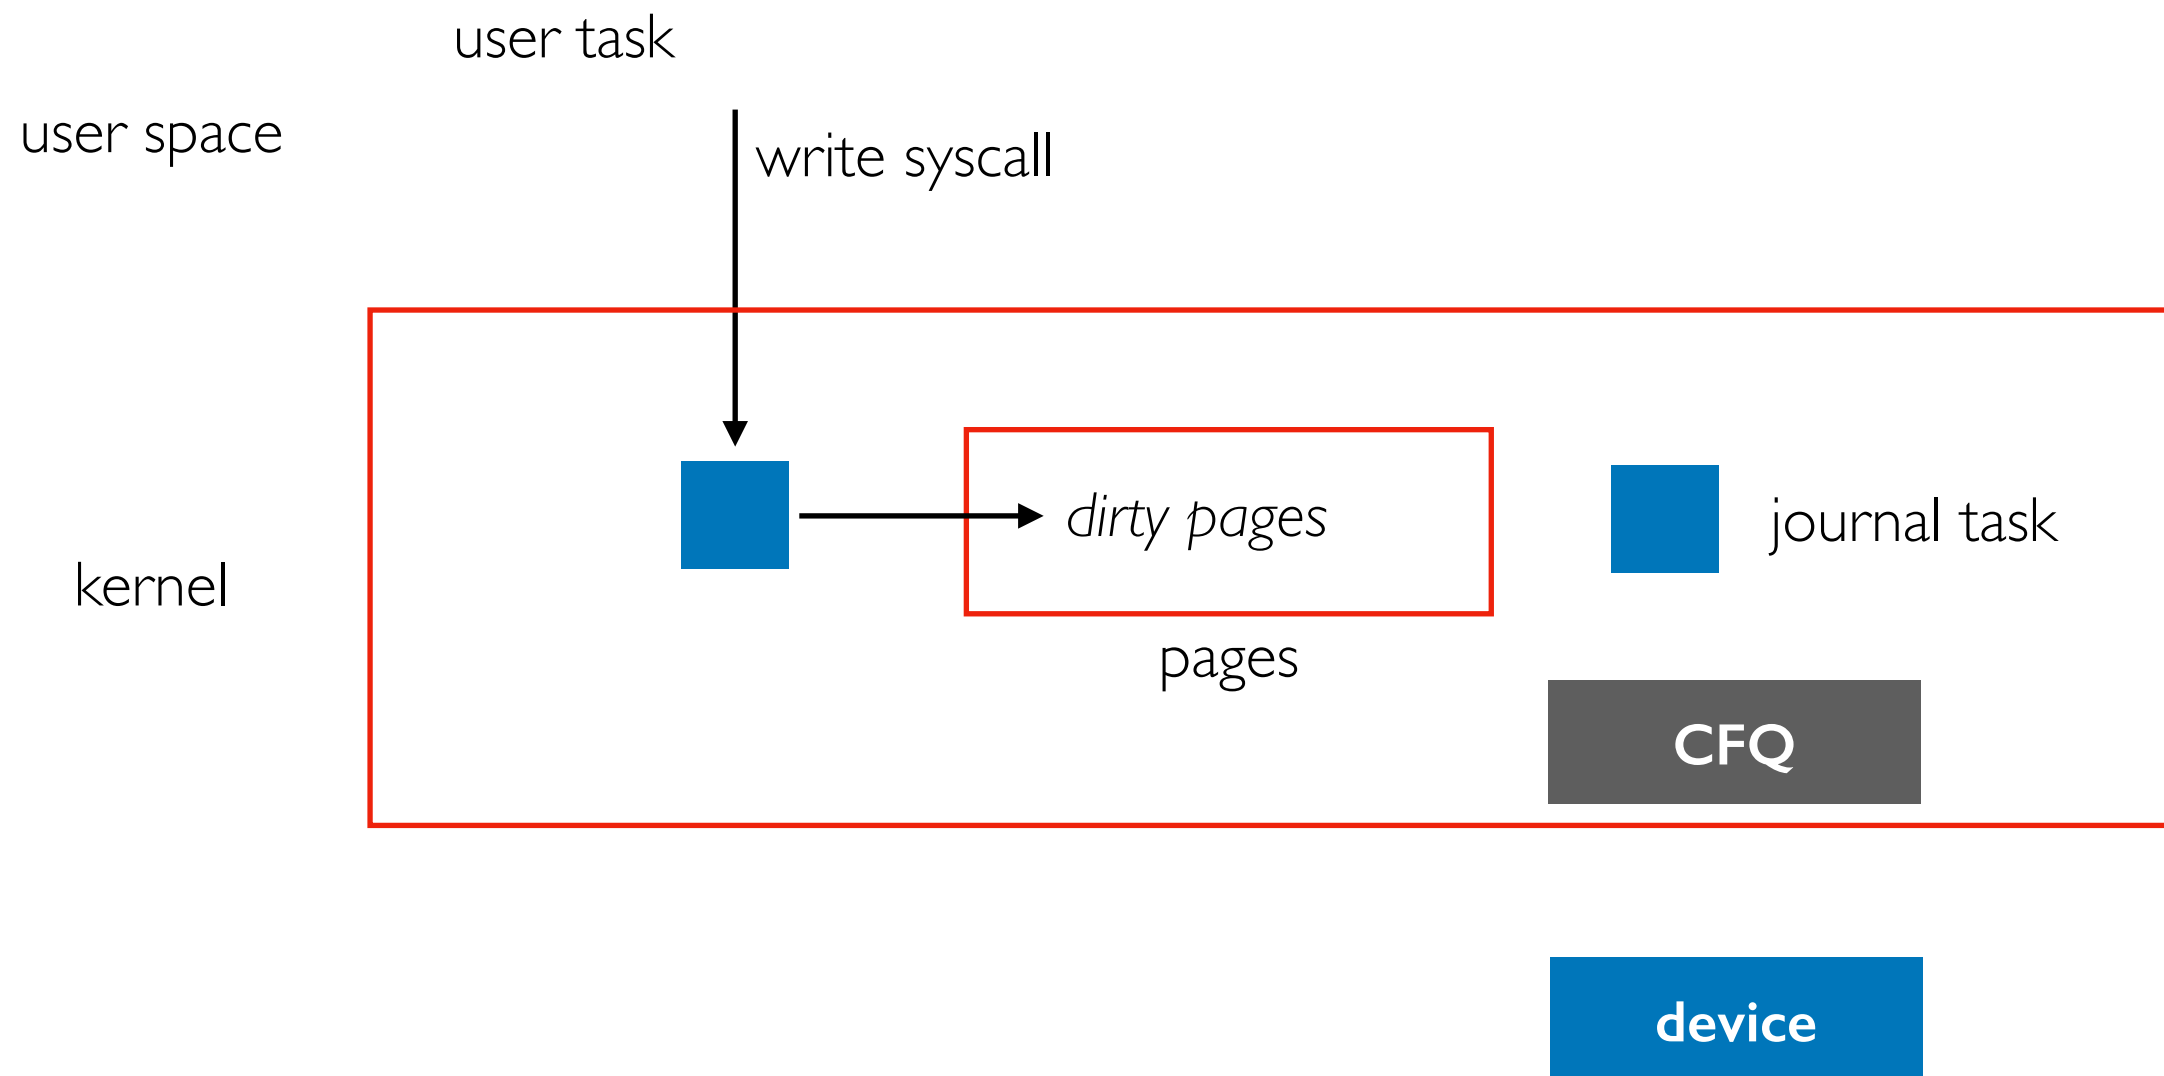 user task
user space
write syscall
dirty pages
journal task
kernel
pages
CFQ
device